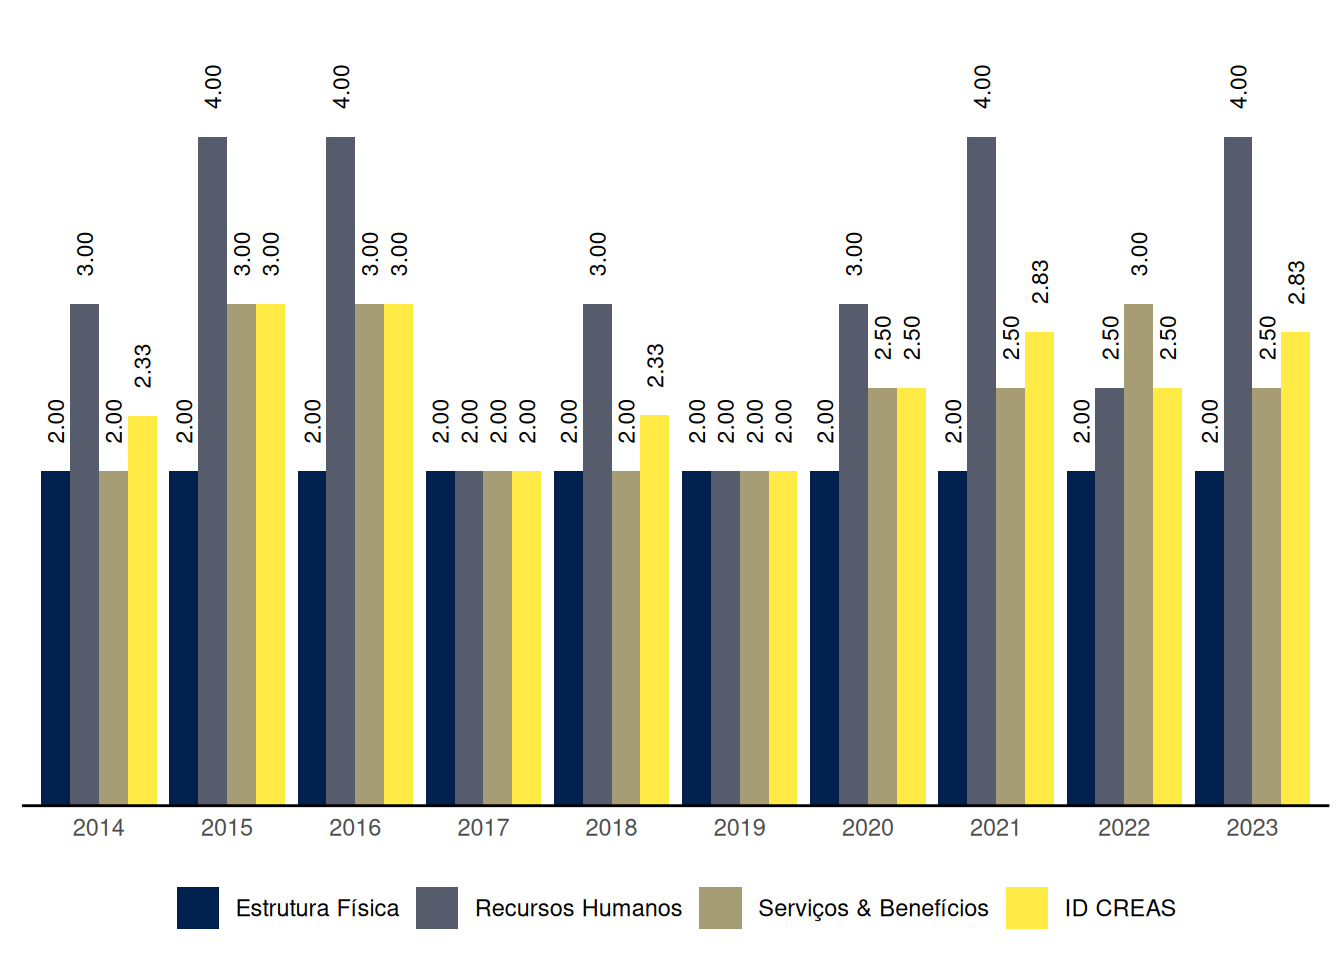 4.00 4.00 4.00 4.00
3.00 3.00 3.00 3.00 3.00 3.00 3.00 3.00
2.83 2.83
2.50 2.50 2.50 2.50 2.50 2.50
2.33 2.33
2.00 2.00 2.00 2.00 2.00 2.00 2.00 2.00 2.00 2.00 2.00 2.00 2.00 2.00 2.00 2.00 2.00 2.00
2014 2015 2016 2017 2018 2019 2020 2021 2022 2023
Estrutura Física Recursos Humanos Serviços & Benefícios ID CREAS